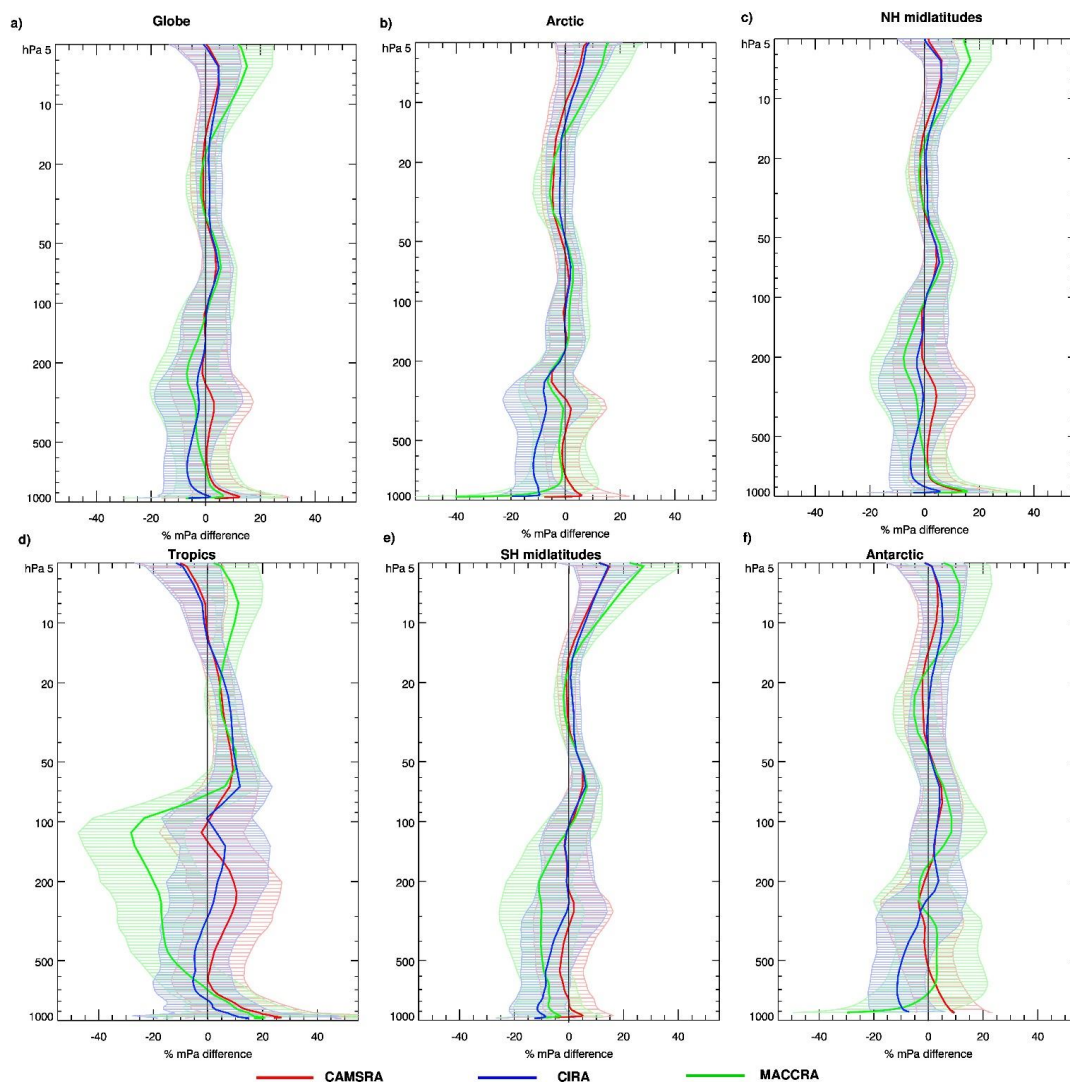 a) Globe
b) Arctic
c) NH midlatitudes
hPa 5
hPa 5
hPa 5
10
10
10
20
20
20
50
50
50
100
100
100
200
200
200
500
500
500
1000
1000
1000
-40 -20 0 20 40
-40 -20 0 20 40
-40 -20 0 20 40
% mPa difference
% mPa difference
% mPa difference
d) Tropics
e) SH midlatitudes
f) Antarctic
hPa 5
hPa 5
hPa 5
10
10
10
20
20
20
50
50
50
100
100
100
200
200
200
500
500
500
1000
1000
1000
-40 -20 0 20 40
-40 -20 0 20 40
-40 -20 0 20 40
% mPa difference
% mPa difference
% mPa difference
CAMSRA CIRA MACCRA